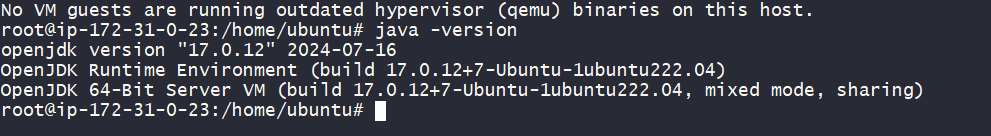 No VM guests are running outdated hypervisor (qemu) binaries on this host.
root@ip-172-31-0-23:/home/ubuntu# java -version
openjdk version "17.0.12" 2024-07-16
OpenJDK Runtime Environment (build 17.0.12+7-Ubuntu-1ubuntu222.04)
OpenJDK 64-Bit Server VM (build 17.0.12+7-Ubuntu-1ubuntu222.04, mixed mode, sharing)
root@ip-172-31-0-23:/home/ubuntu#